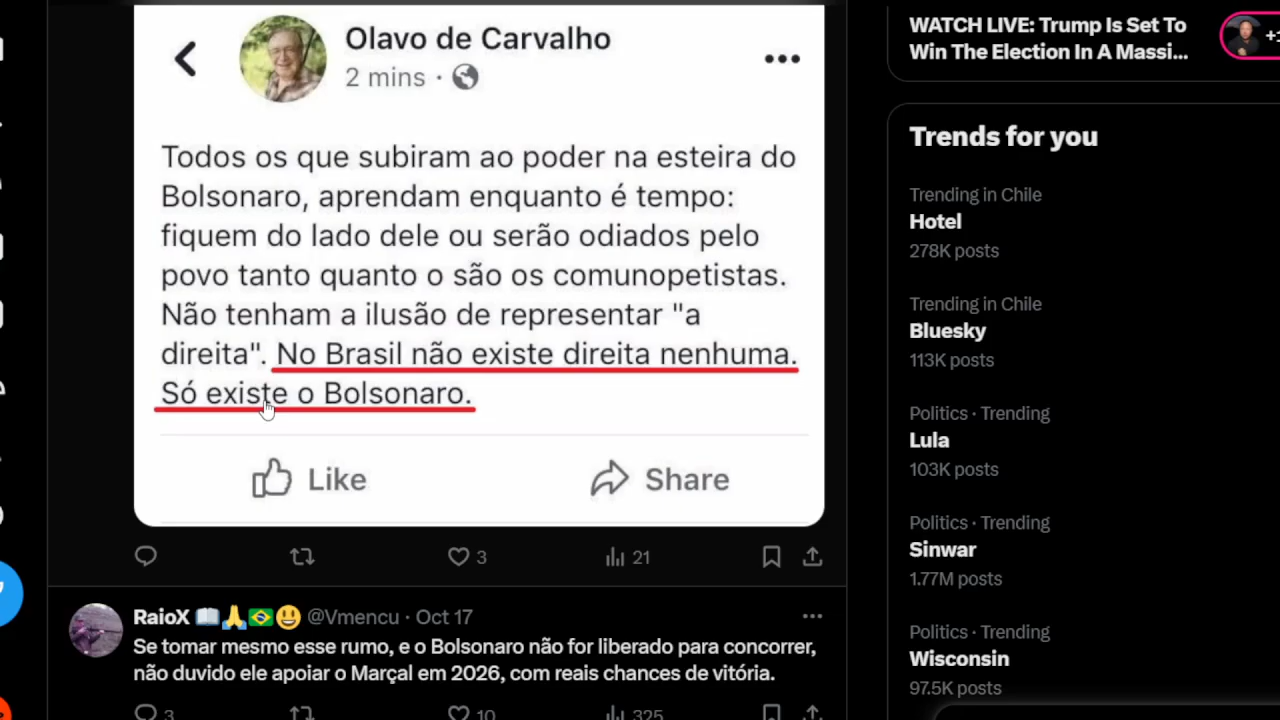 Olavo de Carvalho
2 mins ·
Todos os que subiram ao poder na esteira do
Bolsonaro, aprendam enquanto é tempo:
fiquem do lado dele ou serão odiados pelo
povo tanto quanto o são os comunopetistas.
Não tenham a ilusão de representar "a
direita". No Brasil não existe direita nenhuma.
Só existe o Bolsonaro.
Like
Share
3
21
RaioX 📖🙏🇧🇷😃 @Vmencu · Oct 17
Se tomar mesmo esse rumo, e o Bolsonaro não for liberado para concorrer,
não duvido ele apoiar o Marçal em 2026, com reais chances de vitória.
3
10
325
WATCH LIVE: Trump Is Set To
Win The Election In A Massi...
+1
Trends for you
Trending in Chile
Hotel
278K posts
Trending in Chile
Bluesky
113K posts
Politics · Trending
Lula
103K posts
Politics · Trending
Sinwar
1.77M posts
Politics · Trending
Wisconsin
97.5K posts